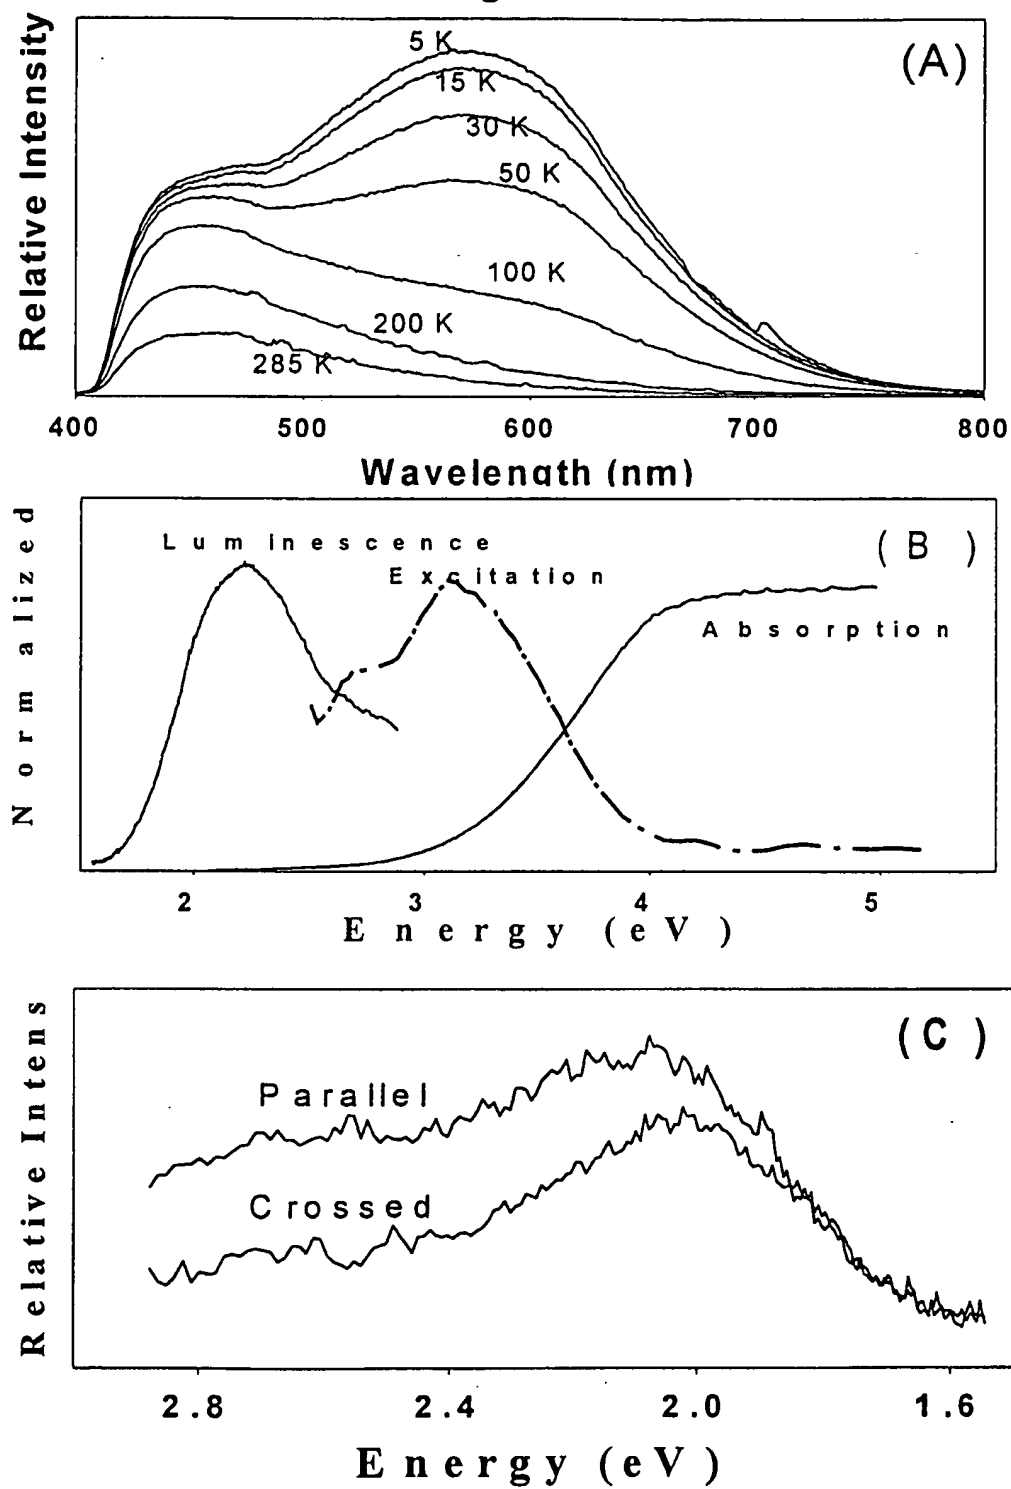 (A)
Relative Intensity
5 K
15 K
30 K
50 K
100 K
200 K
285 K
400 500 600 700 800
Wavelength (nm)
(B)
Normalized
Luminescence
Excitation
Absorption
2 3 4 5
Energy (eV)
(C)
Relative Intens
Parallel
Crossed
2.8 2.4 2.0 1.6
Energy (eV)